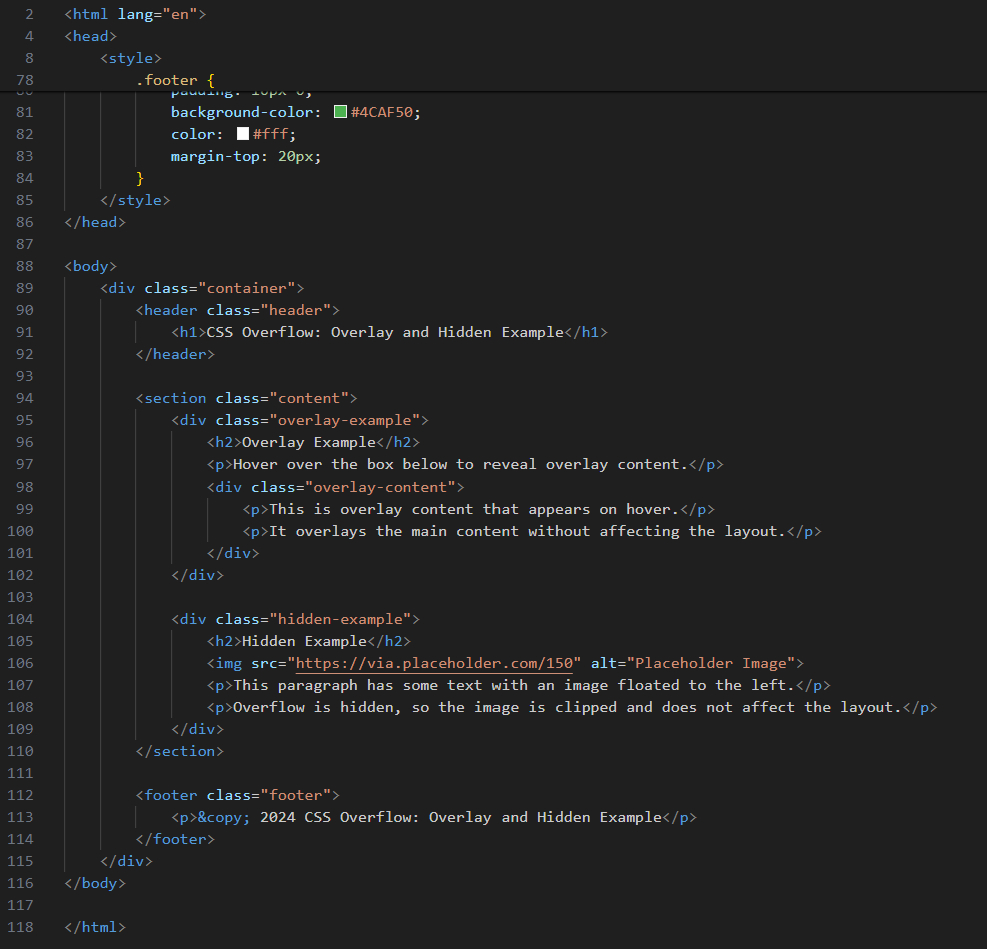 2 <html lang="en">
4 <head>
8 <style>
78 .footer {
80 padding: 10px 0;
81 background-color: #4CAF50;
82 color: #fff;
83 margin-top: 20px;
84 }
85 </style>
86 </head>
87
88 <body>
89 <div class="container">
90 <header class="header">
91 <h1>CSS Overflow: Overlay and Hidden Example</h1>
92 </header>
93
94 <section class="content">
95 <div class="overlay-example">
96 <h2>Overlay Example</h2>
97 <p>Hover over the box below to reveal overlay content.</p>
98 <div class="overlay-content">
99 <p>This is overlay content that appears on hover.</p>
100 <p>It overlays the main content without affecting the layout.</p>
101 </div>
102 </div>
103
104 <div class="hidden-example">
105 <h2>Hidden Example</h2>
106 <img src="https://via.placeholder.com/150" alt="Placeholder Image">
107 <p>This paragraph has some text with an image floated to the left.</p>
108 <p>Overflow is hidden, so the image is clipped and does not affect the layout.</p>
109 </div>
110 </section>
111
112 <footer class="footer">
113 <p>&copy; 2024 CSS Overflow: Overlay and Hidden Example</p>
114 </footer>
115 </div>
116 </body>
117
118 </html>